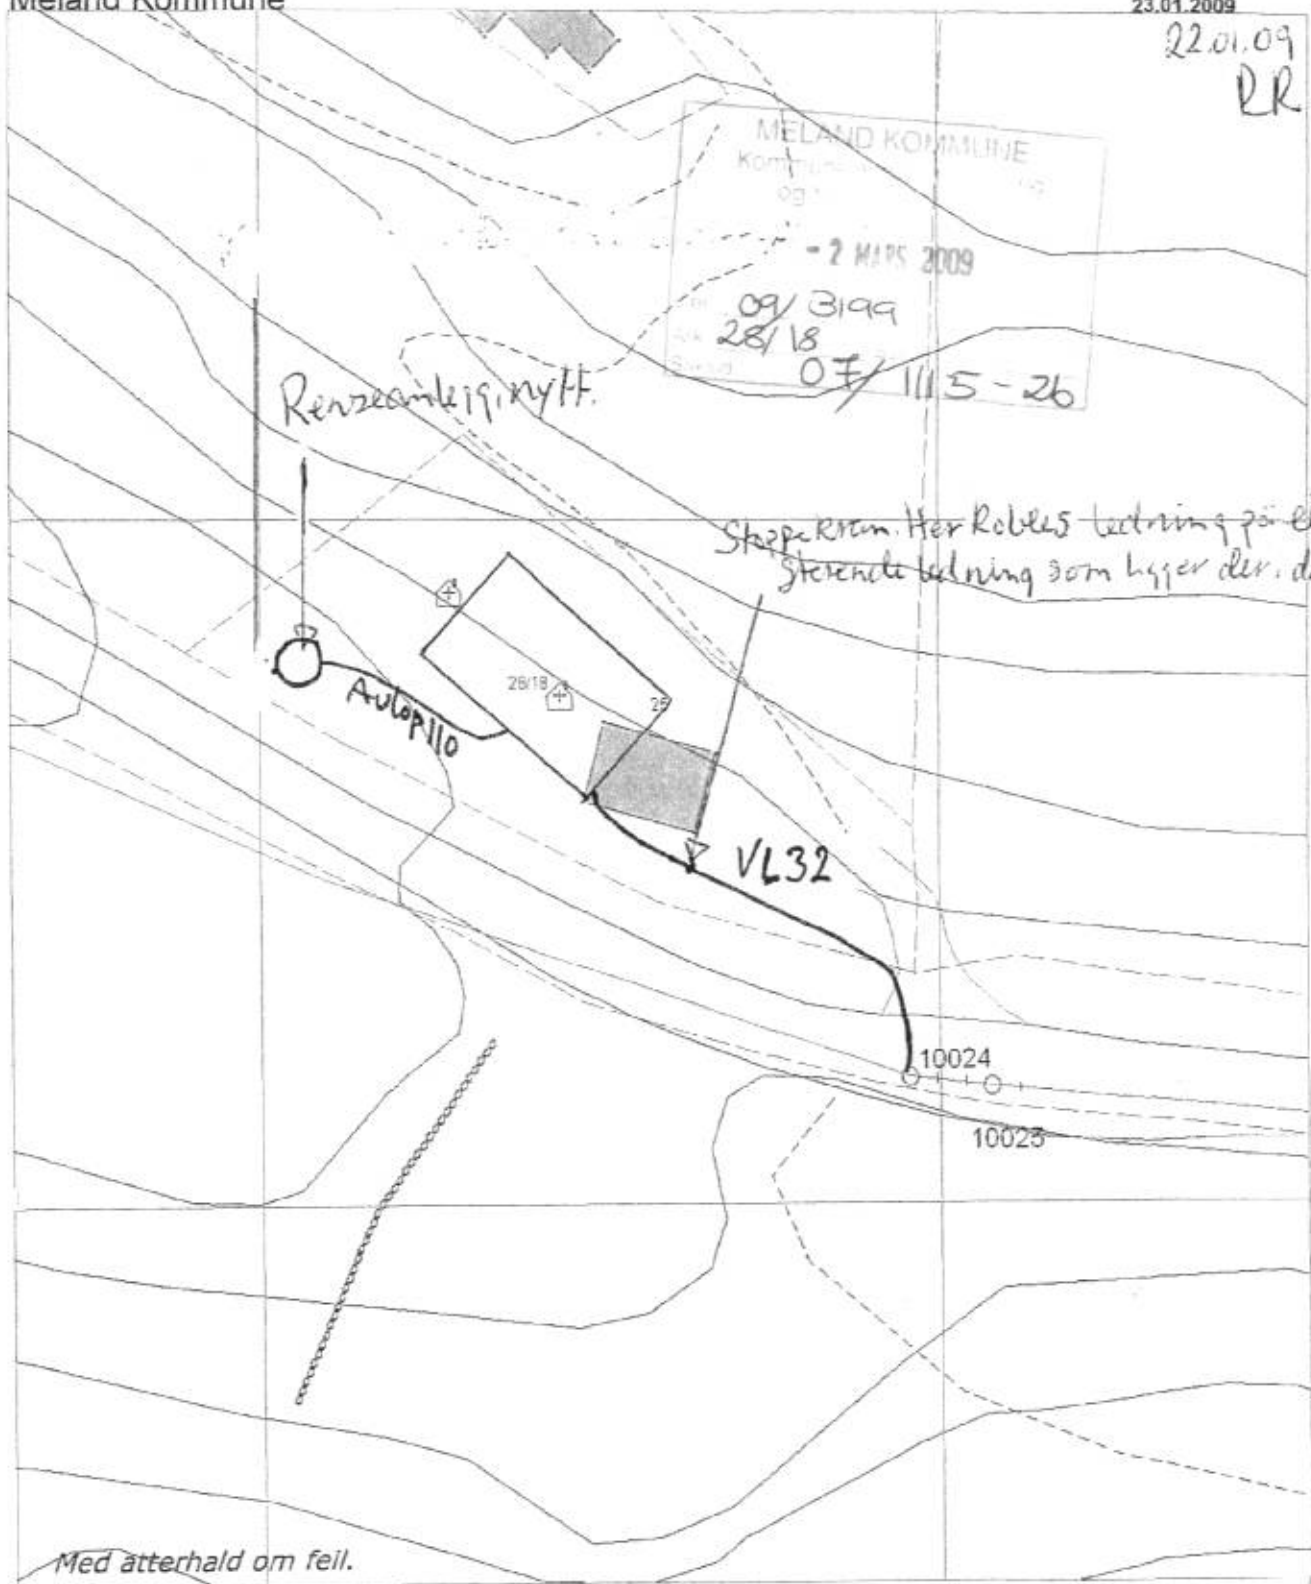 Meland Kommune
23.01.2009
22.01.09
RR
MELAND KOMMUNE
og
- 2 MARS 2009
09/3199
28/18
07/1115-26
Renseanlegg, nytt.
Stoppekran. Her Kobles ledning på
sterende ledning som ligger der.
28/18
25
Avløp 110
VL32
10024
10023
Med atterhald om feil.